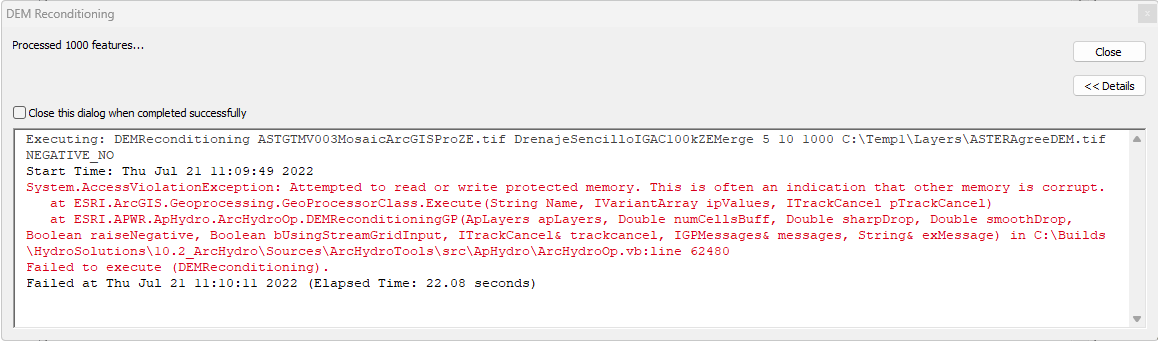 DEM Reconditioning
Processed 1000 features...
Close
<< Details
Close this dialog when completed successfully
Executing: DEMReconditioning ASTGTMV003MosaicArcGISProZE.tif DrenajeSencilloIGAC100kZEMerge 5 10 1000 C:\Temp1\Layers\ASTERAgreeDEM.tif
NEGATIVE_NO
Start Time: Thu Jul 21 11:09:49 2022
System.AccessViolationException: Attempted to read or write protected memory. This is often an indication that other memory is corrupt.
at ESRI.ArcGIS.Geoprocessing.GeoProcessorClass.Execute(String Name, IVariantArray ipValues, ITrackCancel pTrackCancel)
at ESRI.APWR.ApHydro.ArcHydroOp.DEMReconditioningGP(ApLayers apLayers, Double numCellsBuff, Double sharpDrop, Double smoothDrop,
Boolean raiseNegative, Boolean bUsingStreamGridInput, ITrackCancel& trackcancel, IGPMessages& messages, String& exMessage) in C:\Builds
\HydroSolutions\10.2_ArcHydro\Sources\ArcHydroTools\src\ApHydro\ArcHydroOp.vb:line 62480
Failed to execute (DEMReconditioning).
Failed at Thu Jul 21 11:10:11 2022 (Elapsed Time: 22.08 seconds)